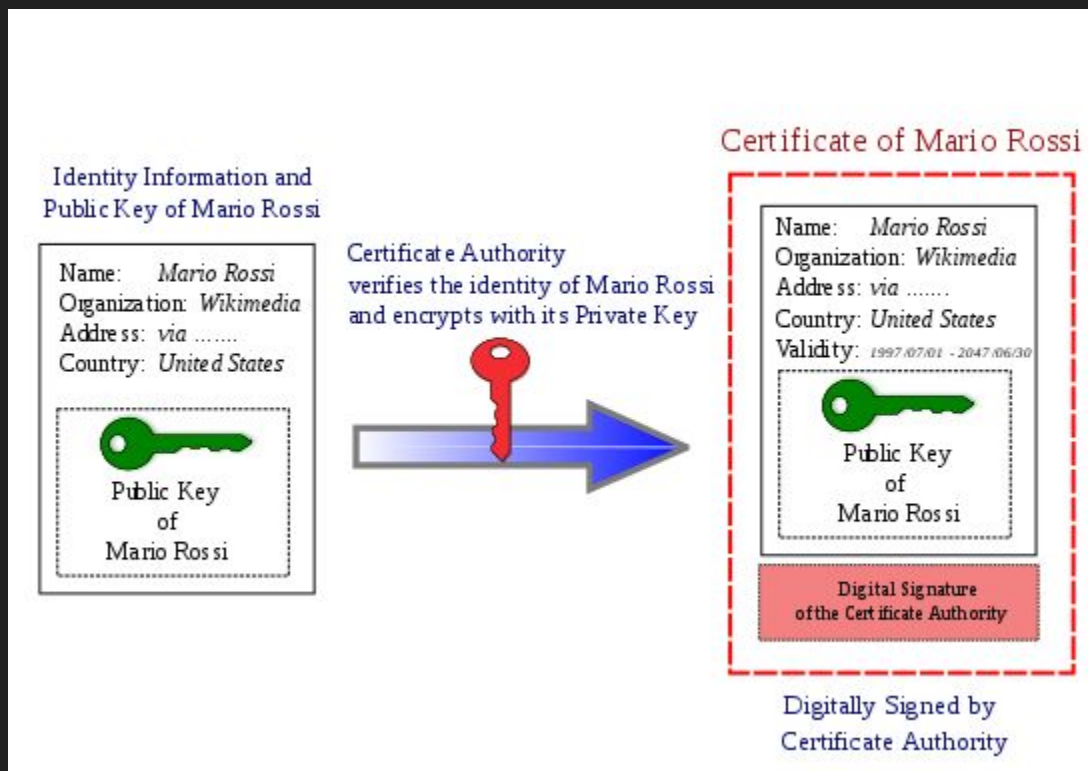 Identity Information and
Public Key of Mario Rossi
Name: Mario Rossi
Organization: Wikimedia
Address: via .......
Country: United States
Public Key
of
Mario Rossi
Certificate Authority
verifies the identity of Mario Rossi
and encrypts with its Private Key
Certificate of Mario Rossi
Name: Mario Rossi
Organization: Wikimedia
Address: via .......
Country: United States
Validity: 1997/07/01 - 2047/06/30
Public Key
of
Mario Rossi
Digital Signature
of the Certificate Authority
Digitally Signed by
Certificate Authority